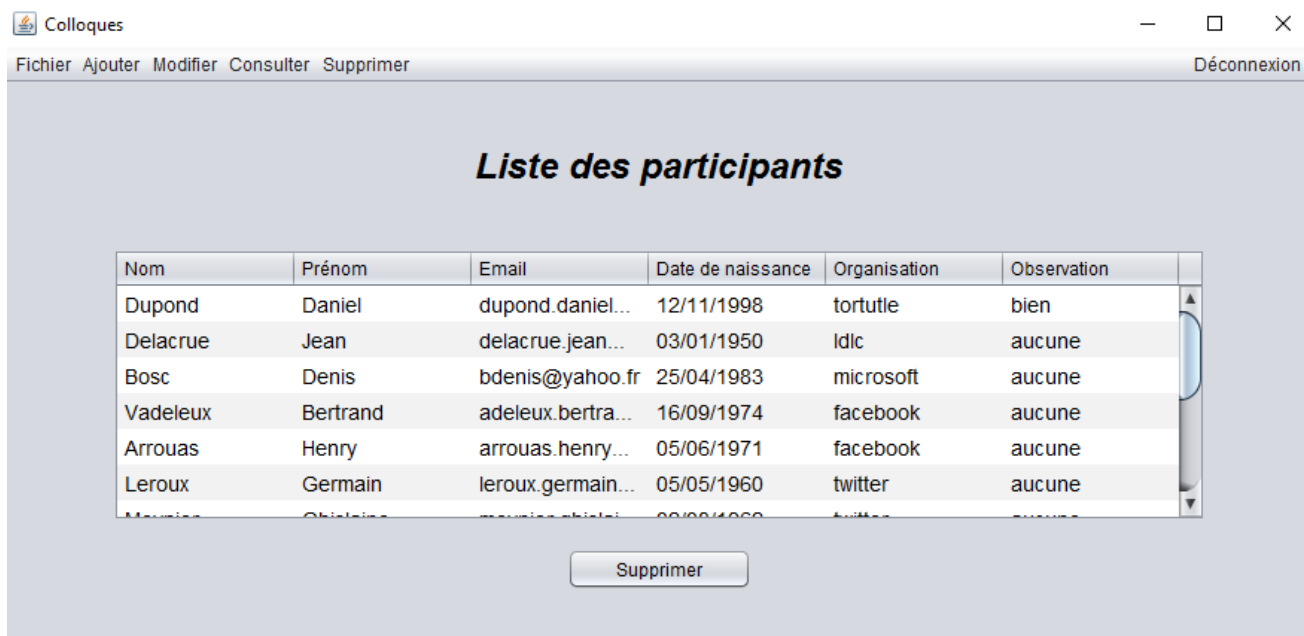 Colloques
Fichier Ajouter Modifier Consulter Supprimer Déconnexion
Liste des participants
Nom Prénom Email Date de naissance Organisation Observation
Dupond Daniel dupond.daniel... 12/11/1998 tortutle bien
Delacrue Jean delacrue.jean... 03/01/1950 ldlc aucune
Bosc Denis bdenis@yahoo.fr 25/04/1983 microsoft aucune
Vadeleux Bertrand adeleux.bertra... 16/09/1974 facebook aucune
Arrouas Henry arrouas.henry... 05/06/1971 facebook aucune
Leroux Germain leroux.germain... 05/05/1960 twitter aucune
Supprimer